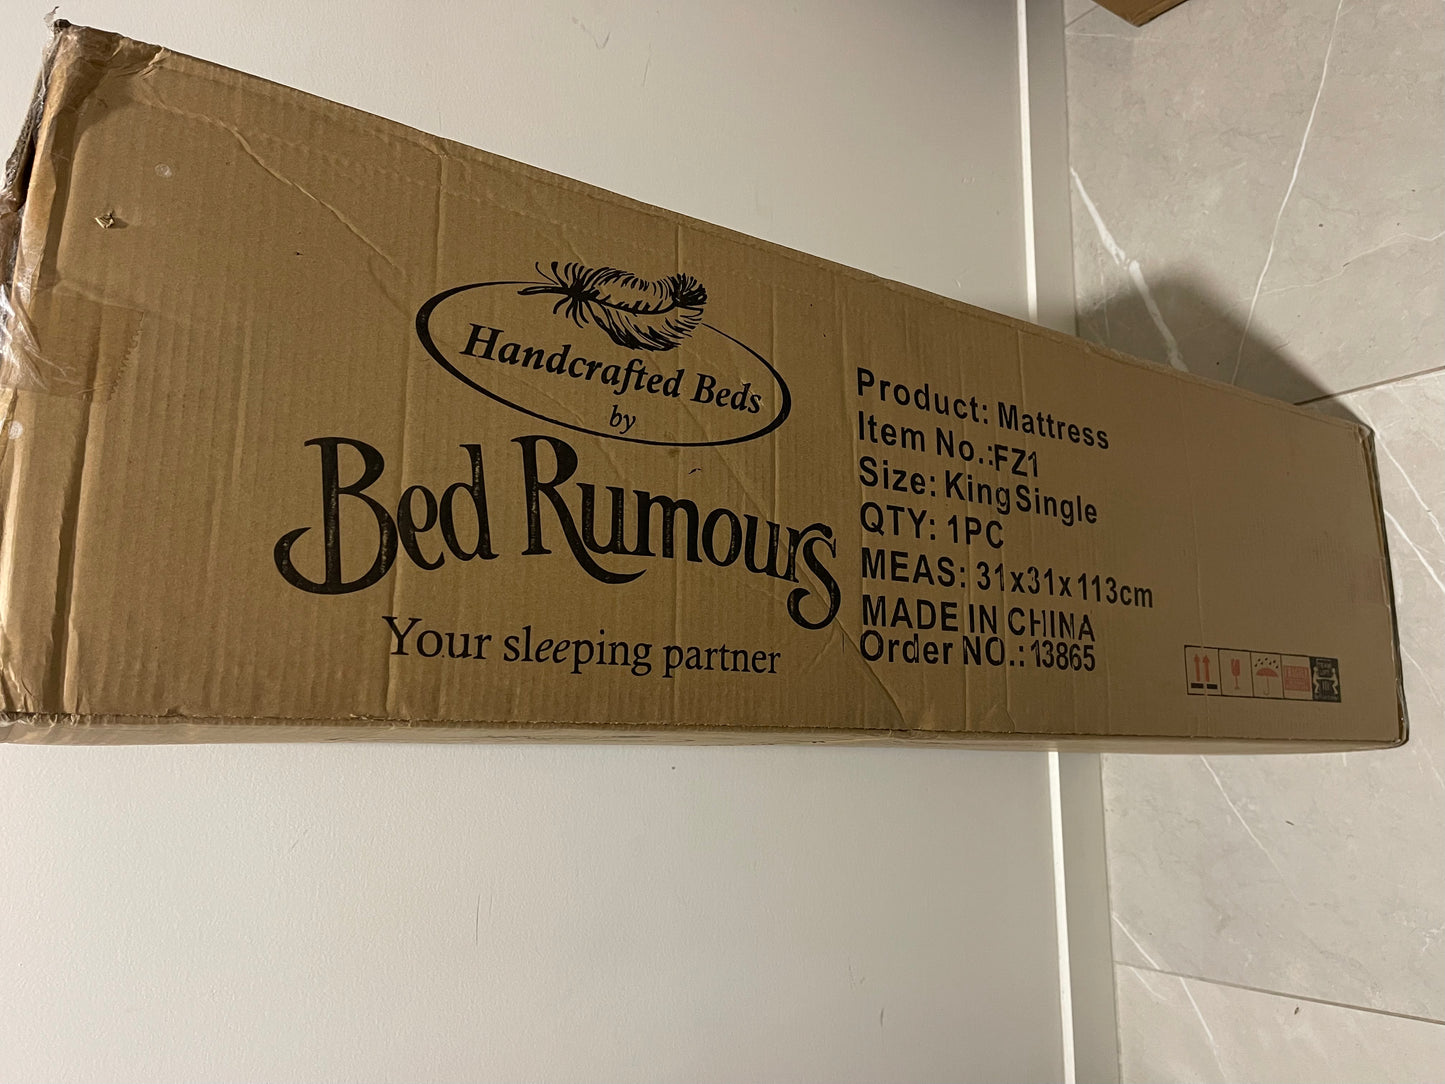 Handcrafted Beds
by
Bed Rumours
Your sleeping partner
Product: Mattress
Item No.:FZ1
Size: King Single
QTY: 1PC
MEAS: 31x31x113cm
MADE IN CHINA
Order NO.: 13865